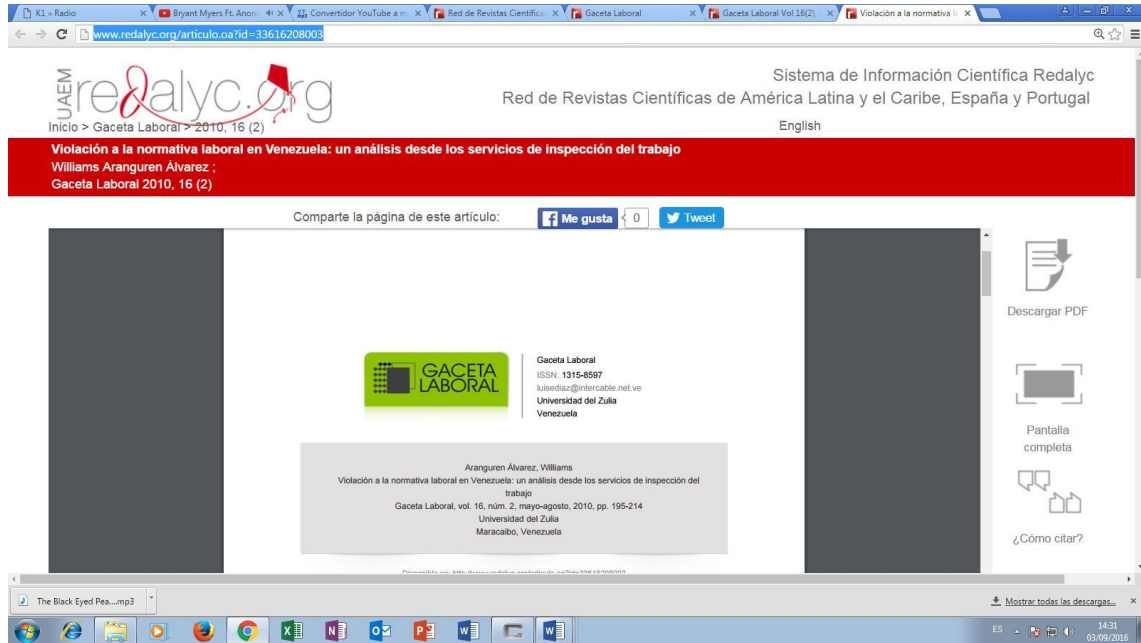 K1 » Radio
Bryant Myers Ft. Anoni
Convertidor YouTube a m
Red de Revistas Científica
Gaceta Laboral
Gaceta Laboral Vol 16(2),
Violación a la normativa l
www.redalyc.org/articulo.oa?id=33616208003
UAEM
redalyc.org
Sistema de Información Científica Redalyc
Red de Revistas Científicas de América Latina y el Caribe, España y Portugal
Inicio > Gaceta Laboral > 2010, 16 (2)
English
Violación a la normativa laboral en Venezuela: un análisis desde los servicios de inspección del trabajo
Williams Aranguren Álvarez ;
Gaceta Laboral 2010, 16 (2)
Comparte la página de este artículo:
Me gusta
0
Tweet
Descargar PDF
GACETA
LABORAL
Gaceta Laboral
ISSN: 1315-8597
luisediaz@intercable.net.ve
Universidad del Zulia
Venezuela
Pantalla
completa
Aranguren Álvarez, Williams
Violación a la normativa laboral en Venezuela: un análisis desde los servicios de inspección del
trabajo
Gaceta Laboral, vol. 16, núm. 2, mayo-agosto, 2010, pp. 195-214
Universidad del Zulia
Maracaibo, Venezuela
¿Cómo citar?
The Black Eyed Pea....mp3
Mostrar todas las descargas...
ES
14:31
03/09/2016